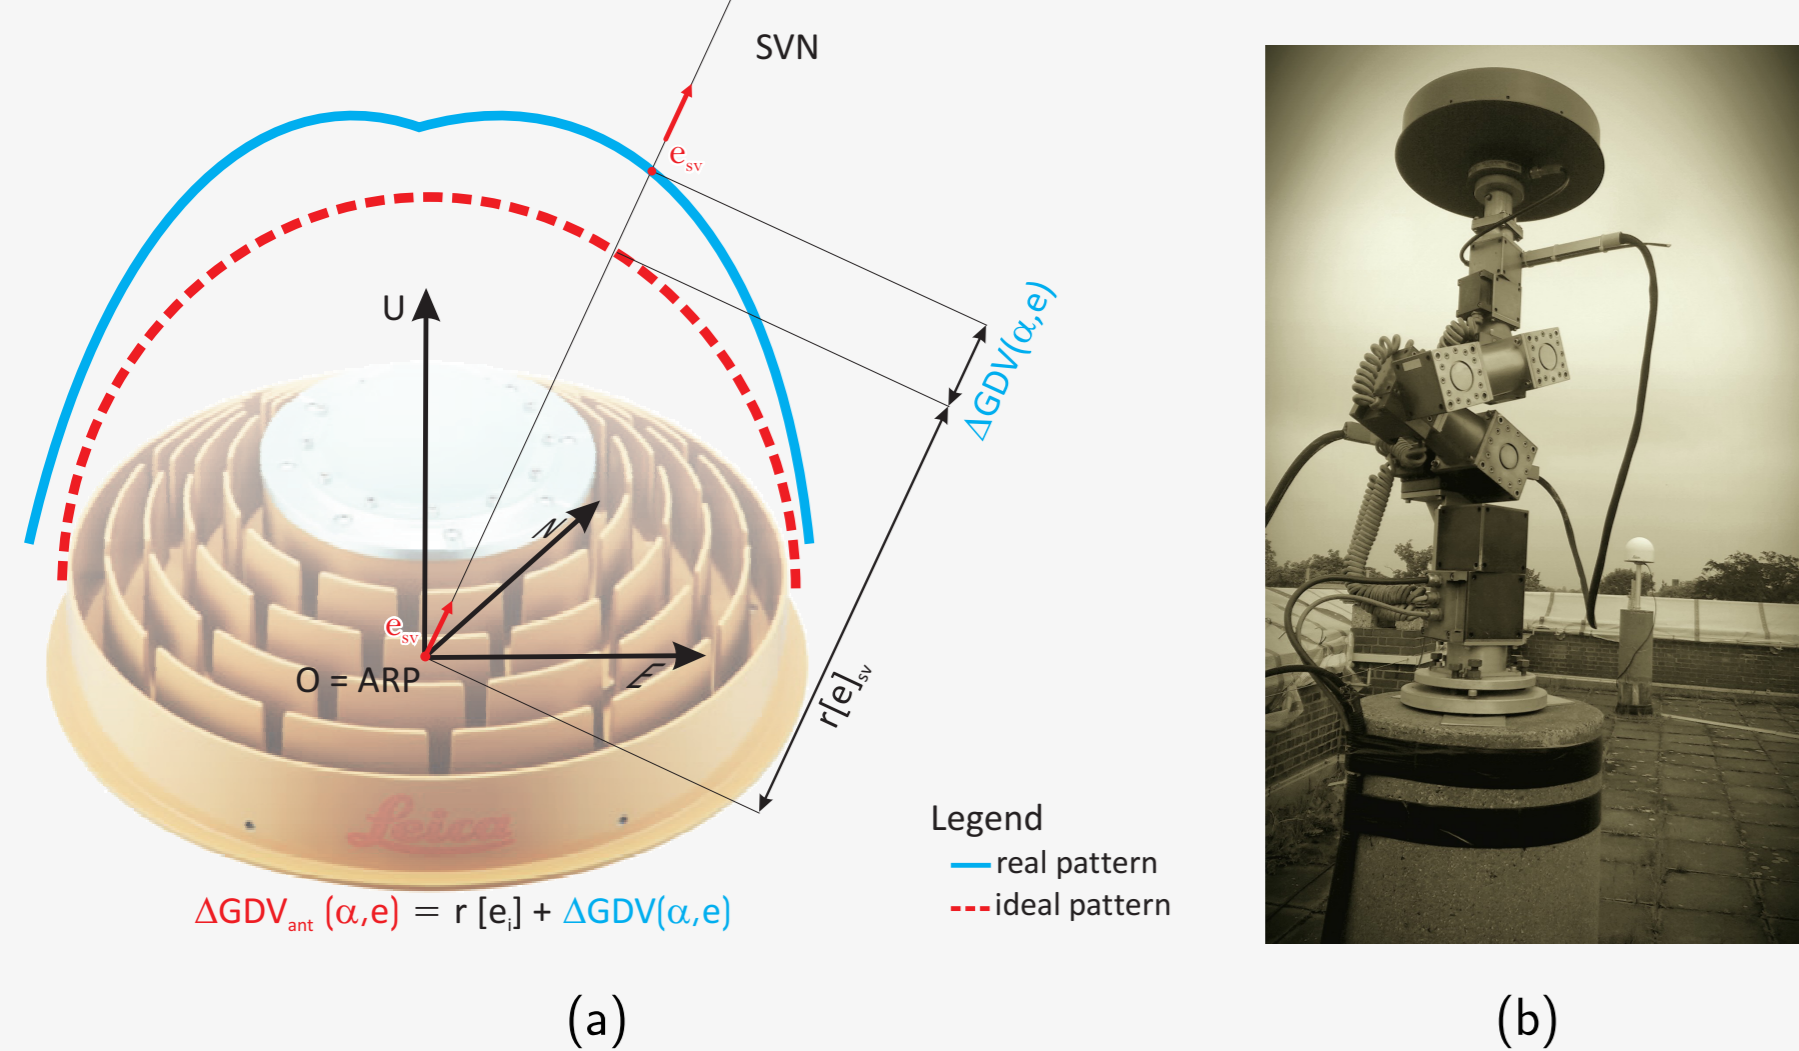 SVN
e_sv
U
ΔGDV(α,e)
N
e_sv
O = ARP
E
r[e]_sv
Leica
Legend
real pattern
ideal pattern
ΔGDV_ant (α,e) = r [e_i] + ΔGDV(α,e)
(a)
(b)